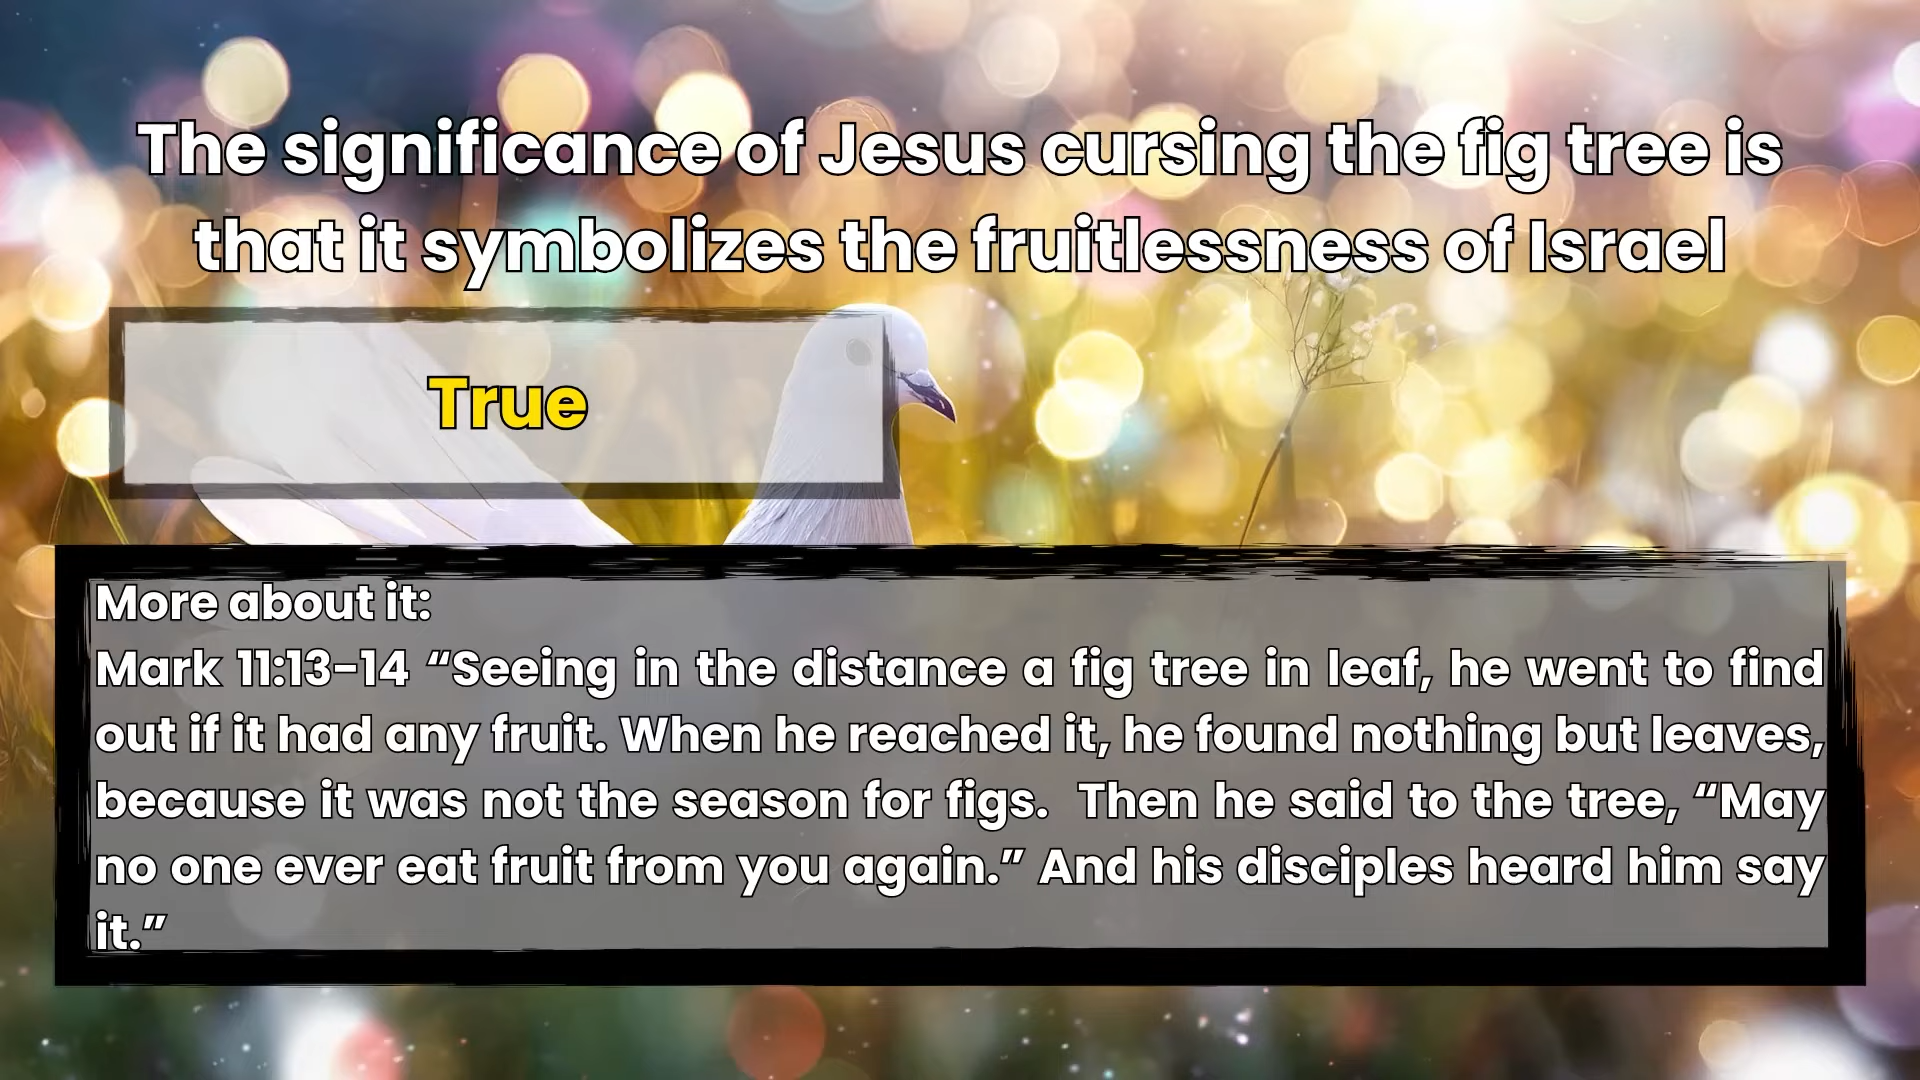 The significance of Jesus cursing the fig tree is
that it symbolizes the fruitlessness of Israel
True
More about it:
Mark 11:13-14 “Seeing in the distance a fig tree in leaf, he went to find
out if it had any fruit. When he reached it, he found nothing but leaves,
because it was not the season for figs.  Then he said to the tree, “May
no one ever eat fruit from you again.” And his disciples heard him say
it.”